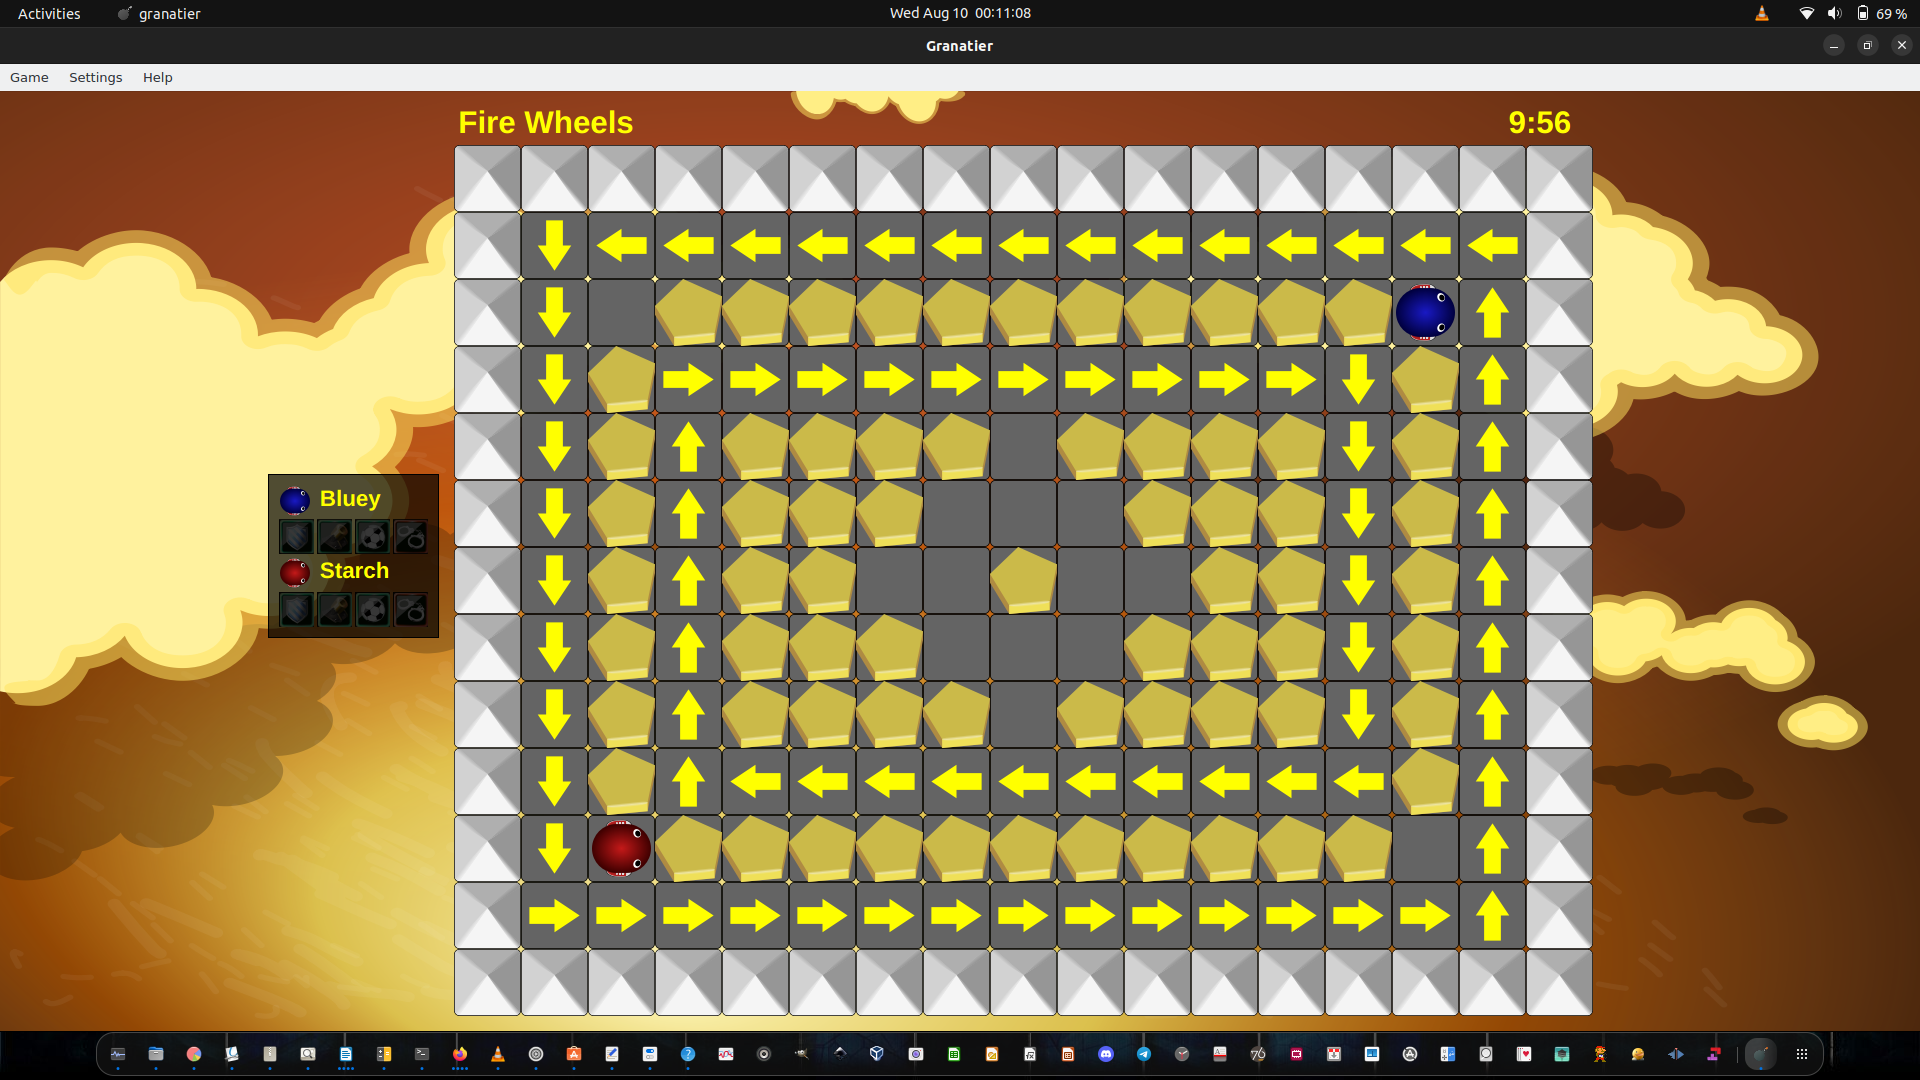 Activities granatier Wed Aug 10 00:11:08 69 %
Granatier
Game Settings Help
Fire Wheels 9:56
Bluey
Starch